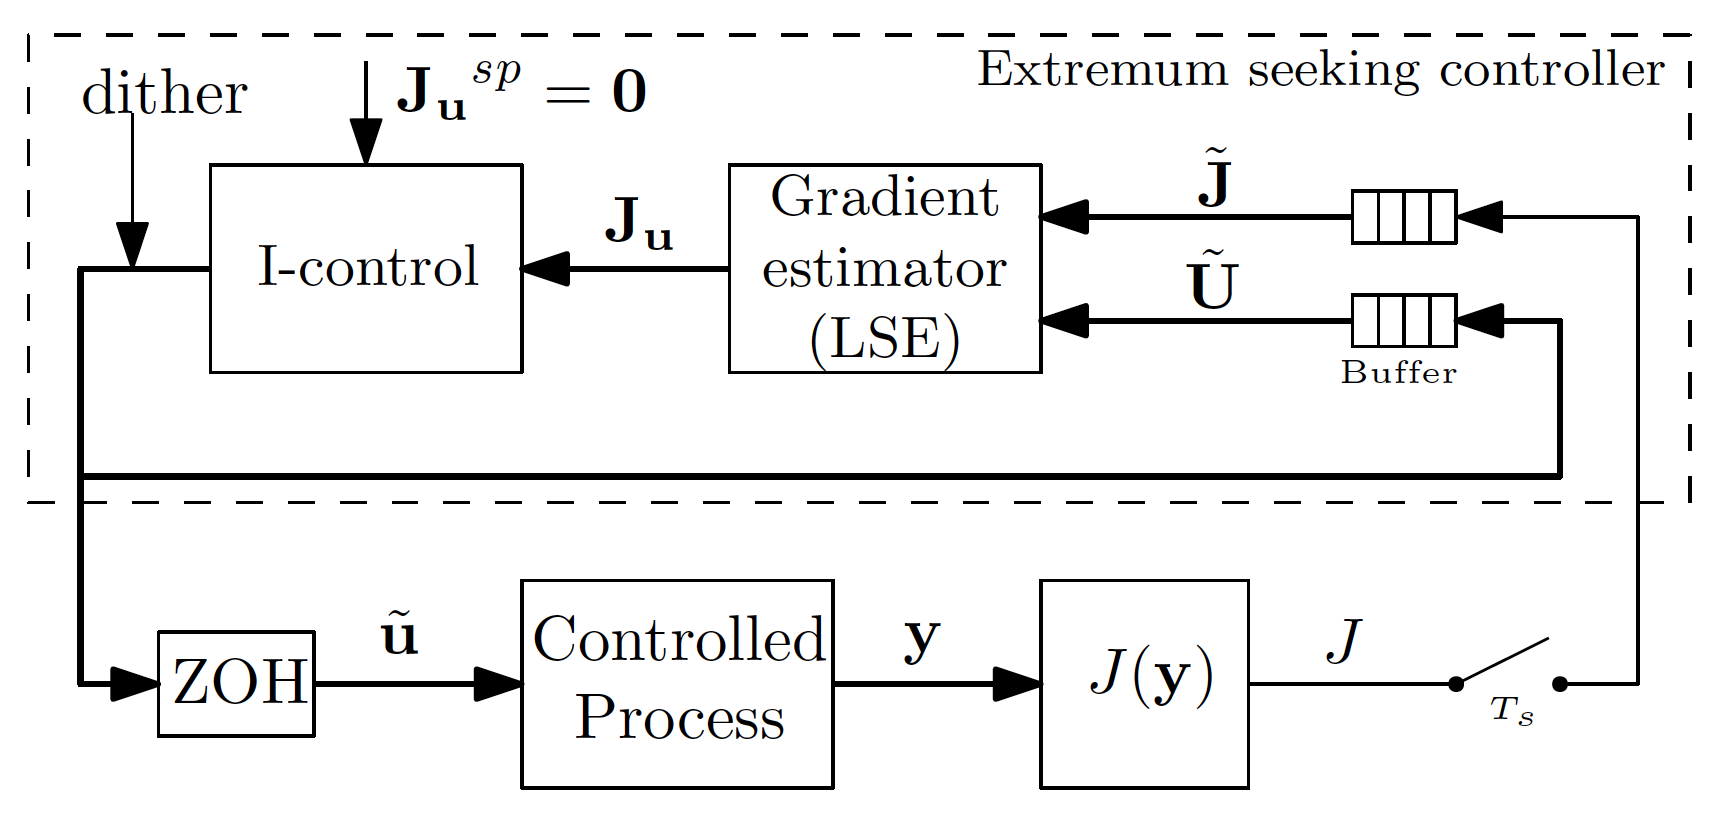 Extremum seeking controller
dither
𝐉_𝐮^{sp} = 𝟎
I-control
𝐉_𝐮
Gradient
estimator
(LSE)
𝐉̃
𝐔̃
Buffer
ZOH
𝐮̃
Controlled
Process
𝐲
J(𝐲)
J
T_s